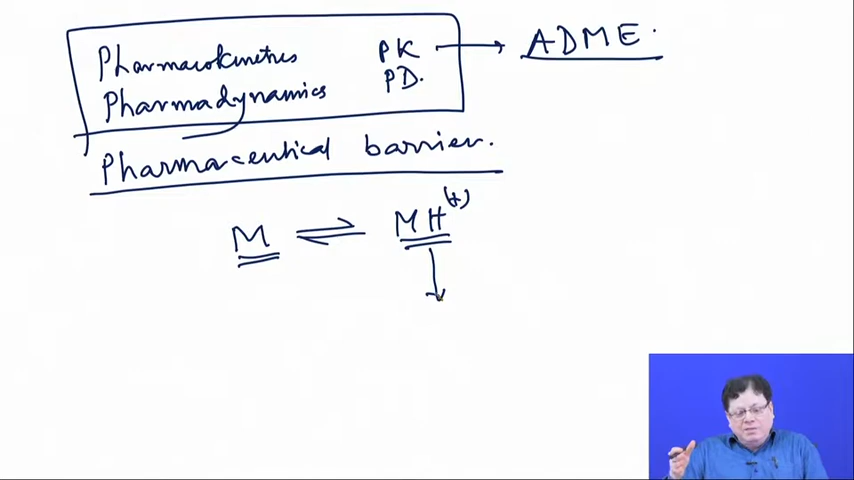 Pharmacokinetics PK → ADME.
Pharmadynamics PD.
Pharmaceutical barrier.
M ⇌ MH(+)
↓